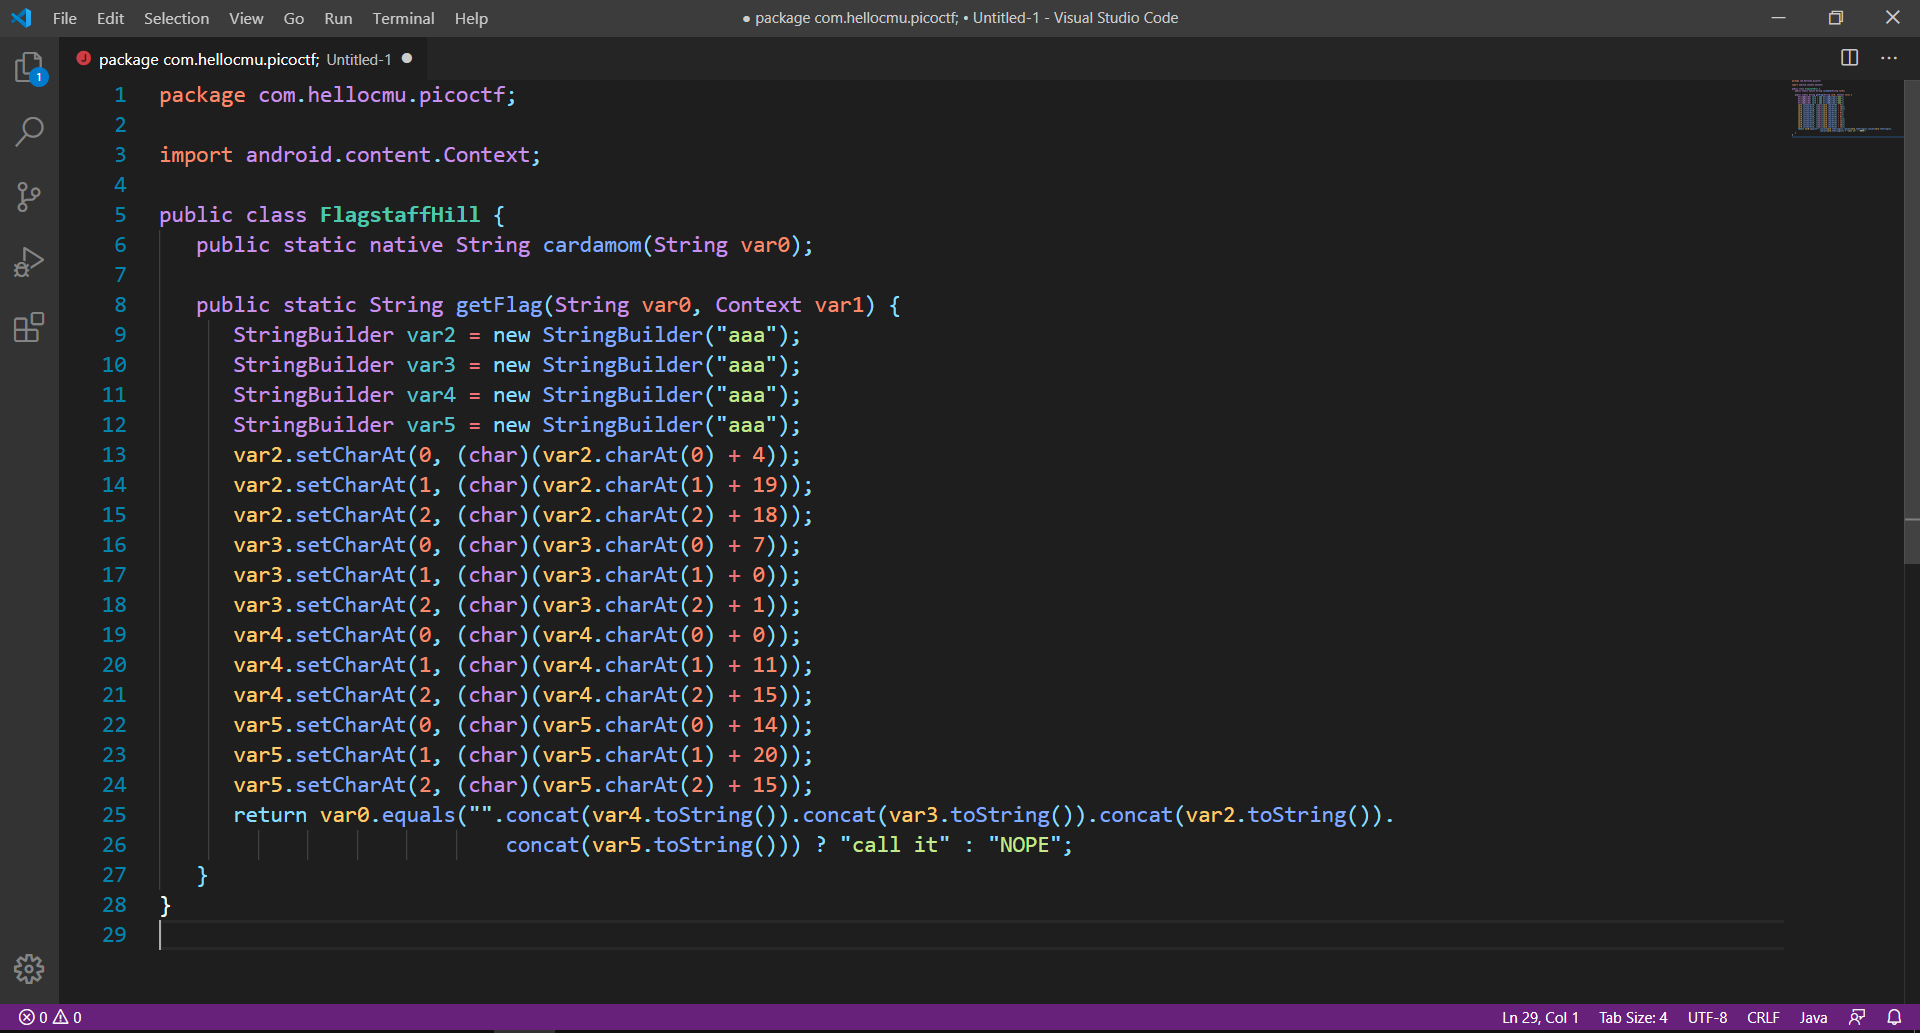 File Edit Selection View Go Run Terminal Help
● package com.hellocmu.picoctf; • Untitled-1 - Visual Studio Code
package com.hellocmu.picoctf; Untitled-1 ●
1
1 package com.hellocmu.picoctf;
2
3 import android.content.Context;
4
5 public class FlagstaffHill {
6 public static native String cardamom(String var0);
7
8 public static String getFlag(String var0, Context var1) {
9 StringBuilder var2 = new StringBuilder("aaa");
10 StringBuilder var3 = new StringBuilder("aaa");
11 StringBuilder var4 = new StringBuilder("aaa");
12 StringBuilder var5 = new StringBuilder("aaa");
13 var2.setCharAt(0, (char)(var2.charAt(0) + 4));
14 var2.setCharAt(1, (char)(var2.charAt(1) + 19));
15 var2.setCharAt(2, (char)(var2.charAt(2) + 18));
16 var3.setCharAt(0, (char)(var3.charAt(0) + 7));
17 var3.setCharAt(1, (char)(var3.charAt(1) + 0));
18 var3.setCharAt(2, (char)(var3.charAt(2) + 1));
19 var4.setCharAt(0, (char)(var4.charAt(0) + 0));
20 var4.setCharAt(1, (char)(var4.charAt(1) + 11));
21 var4.setCharAt(2, (char)(var4.charAt(2) + 15));
22 var5.setCharAt(0, (char)(var5.charAt(0) + 14));
23 var5.setCharAt(1, (char)(var5.charAt(1) + 20));
24 var5.setCharAt(2, (char)(var5.charAt(2) + 15));
25 return var0.equals("".concat(var4.toString()).concat(var3.toString()).concat(var2.toString()).
26 concat(var5.toString())) ? "call it" : "NOPE";
27 }
28 }
29
0 0 Ln 29, Col 1 Tab Size: 4 UTF-8 CRLF Java